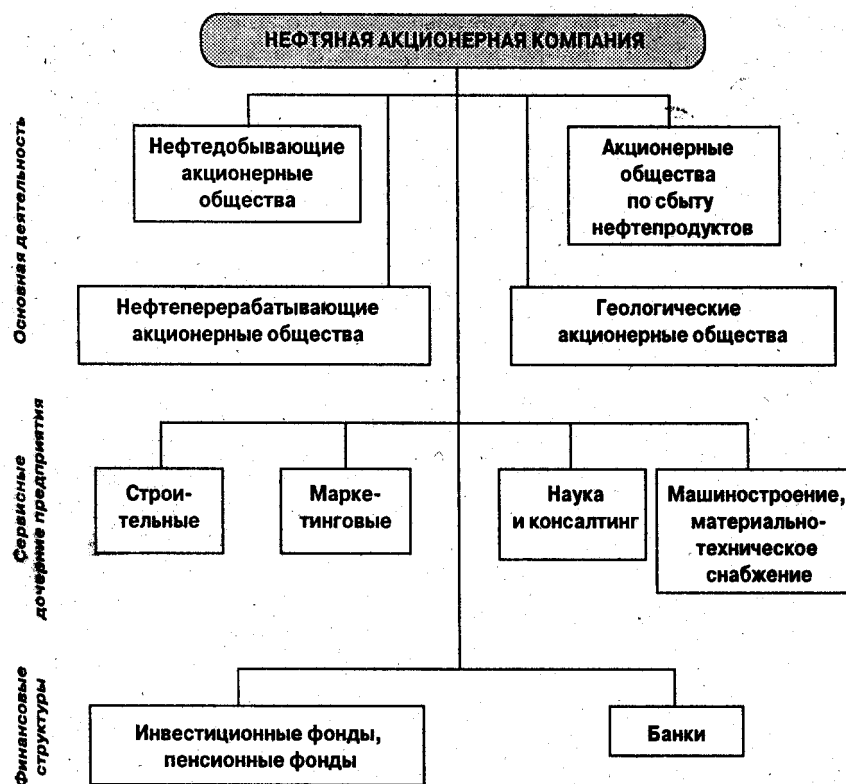 НЕФТЯНАЯ АКЦИОНЕРНАЯ КОМПАНИЯ
Основная деятельность
Нефтедобывающие
акционерные
общества
Акционерные
общества
по сбыту
нефтепродуктов
Нефтеперерабатывающие
акционерные общества
Геологические
акционерные общества
Сервисные
дочерние предприятия
Строи-
тельные
Марке-
тинговые
Наука
и консалтинг
Машиностроение,
материально-
техническое
снабжение
Финансовые
структуры
Инвестиционные фонды,
пенсионные фонды
Банки